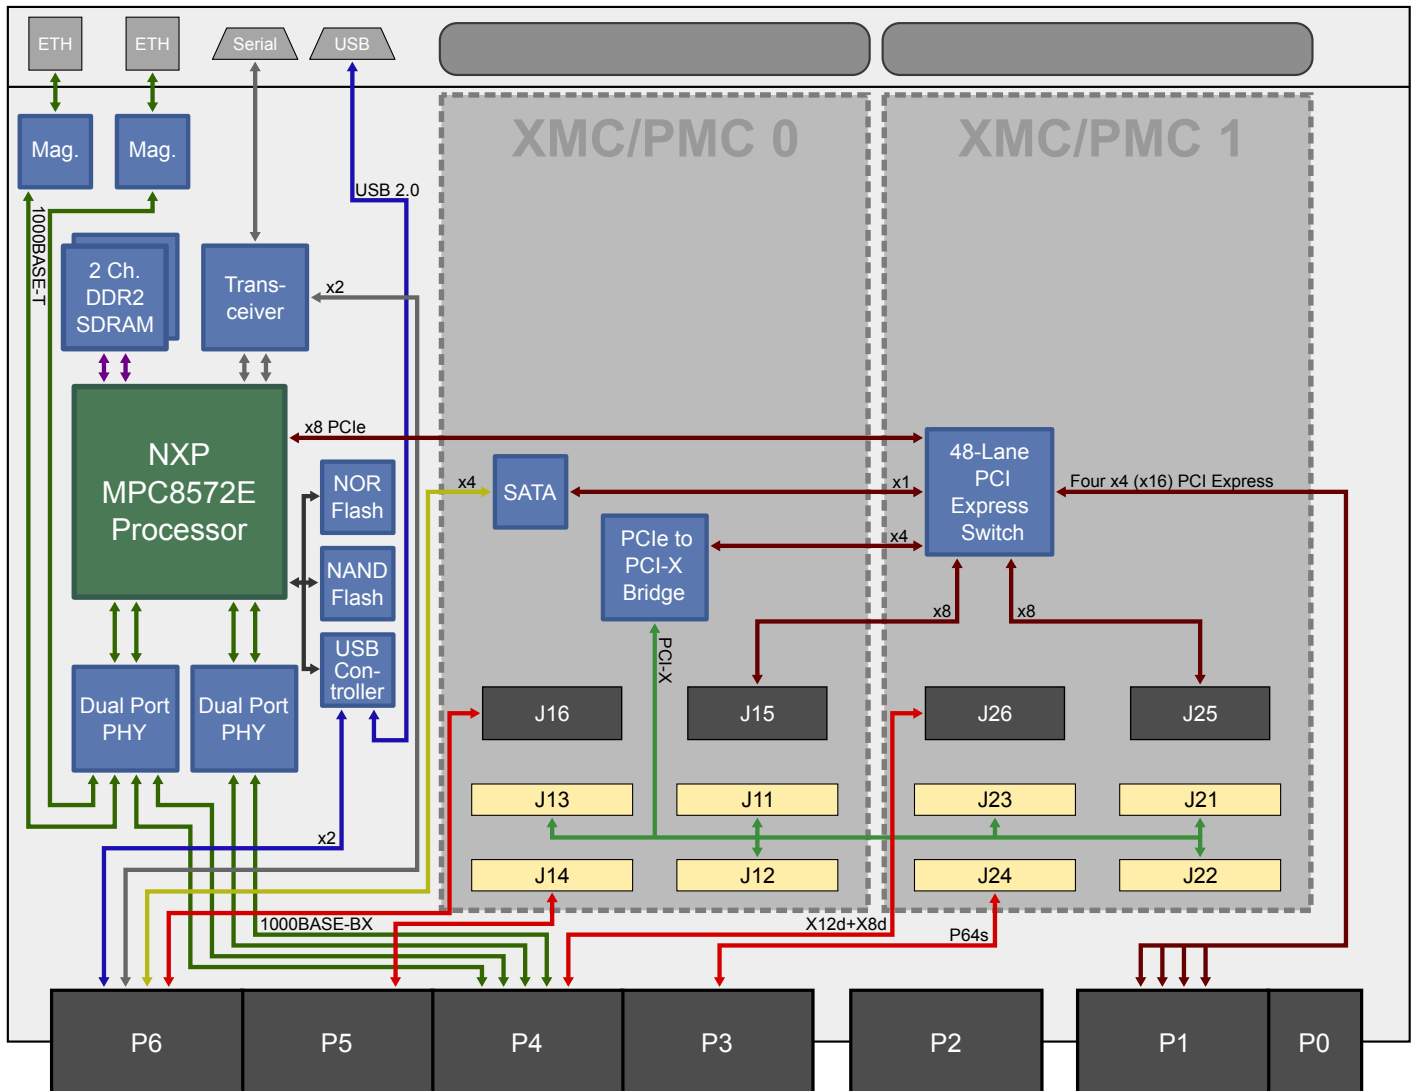 ETH
ETH
Serial
USB
XMC/PMC 0
XMC/PMC 1
Mag.
Mag.
USB 2.0
1000BASE-T
2 Ch.
DDR2
SDRAM
Trans-
ceiver
x2
x8 PCIe
NXP
MPC8572E
Processor
NOR
Flash
NAND
Flash
USB
Con-
troller
x4
SATA
x1
48-Lane
PCI
Express
Switch
Four x4 (x16) PCI Express
PCIe to
PCI-X
Bridge
x4
x8
x8
PCI-X
Dual Port
PHY
Dual Port
PHY
J16
J15
J26
J25
J13
J11
J23
J21
x2
J14
J12
J24
J22
1000BASE-BX
X12d+X8d
P64s
P6
P5
P4
P3
P2
P1
P0